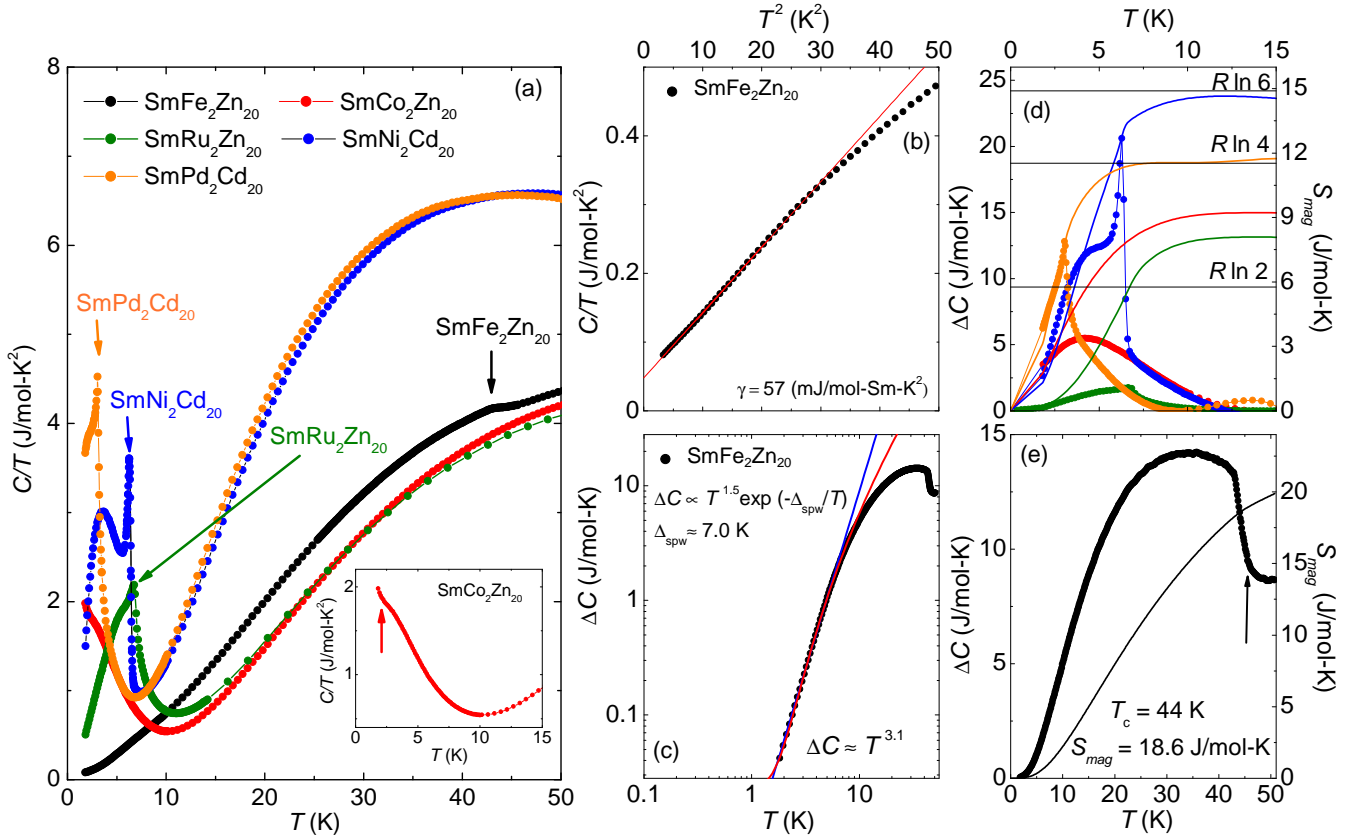 (a)
SmFe₂Zn₂₀
SmCo₂Zn₂₀
SmRu₂Zn₂₀
SmNi₂Cd₂₀
SmPd₂Cd₂₀
SmPd₂Cd₂₀
SmNi₂Cd₂₀
SmRu₂Zn₂₀
SmFe₂Zn₂₀
C/T (J/mol-K²)
8
6
4
2
0
0 10 20 30 40 50
T (K)
SmCo₂Zn₂₀
C/T (J/mol-K²)
2
1
0 5 10 15
T (K)
T² (K²)
0 10 20 30 40 50
SmFe₂Zn₂₀
(b)
C/T (J/mol-K²)
0.4
0.2
0
γ = 57 (mJ/mol-Sm-K²)
SmFe₂Zn₂₀
ΔC ∝ T¹·⁵exp (-Δspw/T)
Δspw ≈ 7.0 K
ΔC (J/mol-K)
10
1
0.1
(c)
ΔC ≈ T³·¹
0.1 1 10
T (K)
T (K)
0 5 10 15
(d)
R ln 6
R ln 4
R ln 2
ΔC (J/mol-K)
25
20
15
10
5
0
15
12
9
6
3
0
Smag (J/mol-K)
(e)
ΔC (J/mol-K)
15
10
5
0
20
15
10
5
0
Smag (J/mol-K)
Tc = 44 K
Smag = 18.6 J/mol-K
0 10 20 30 40 50
T (K)